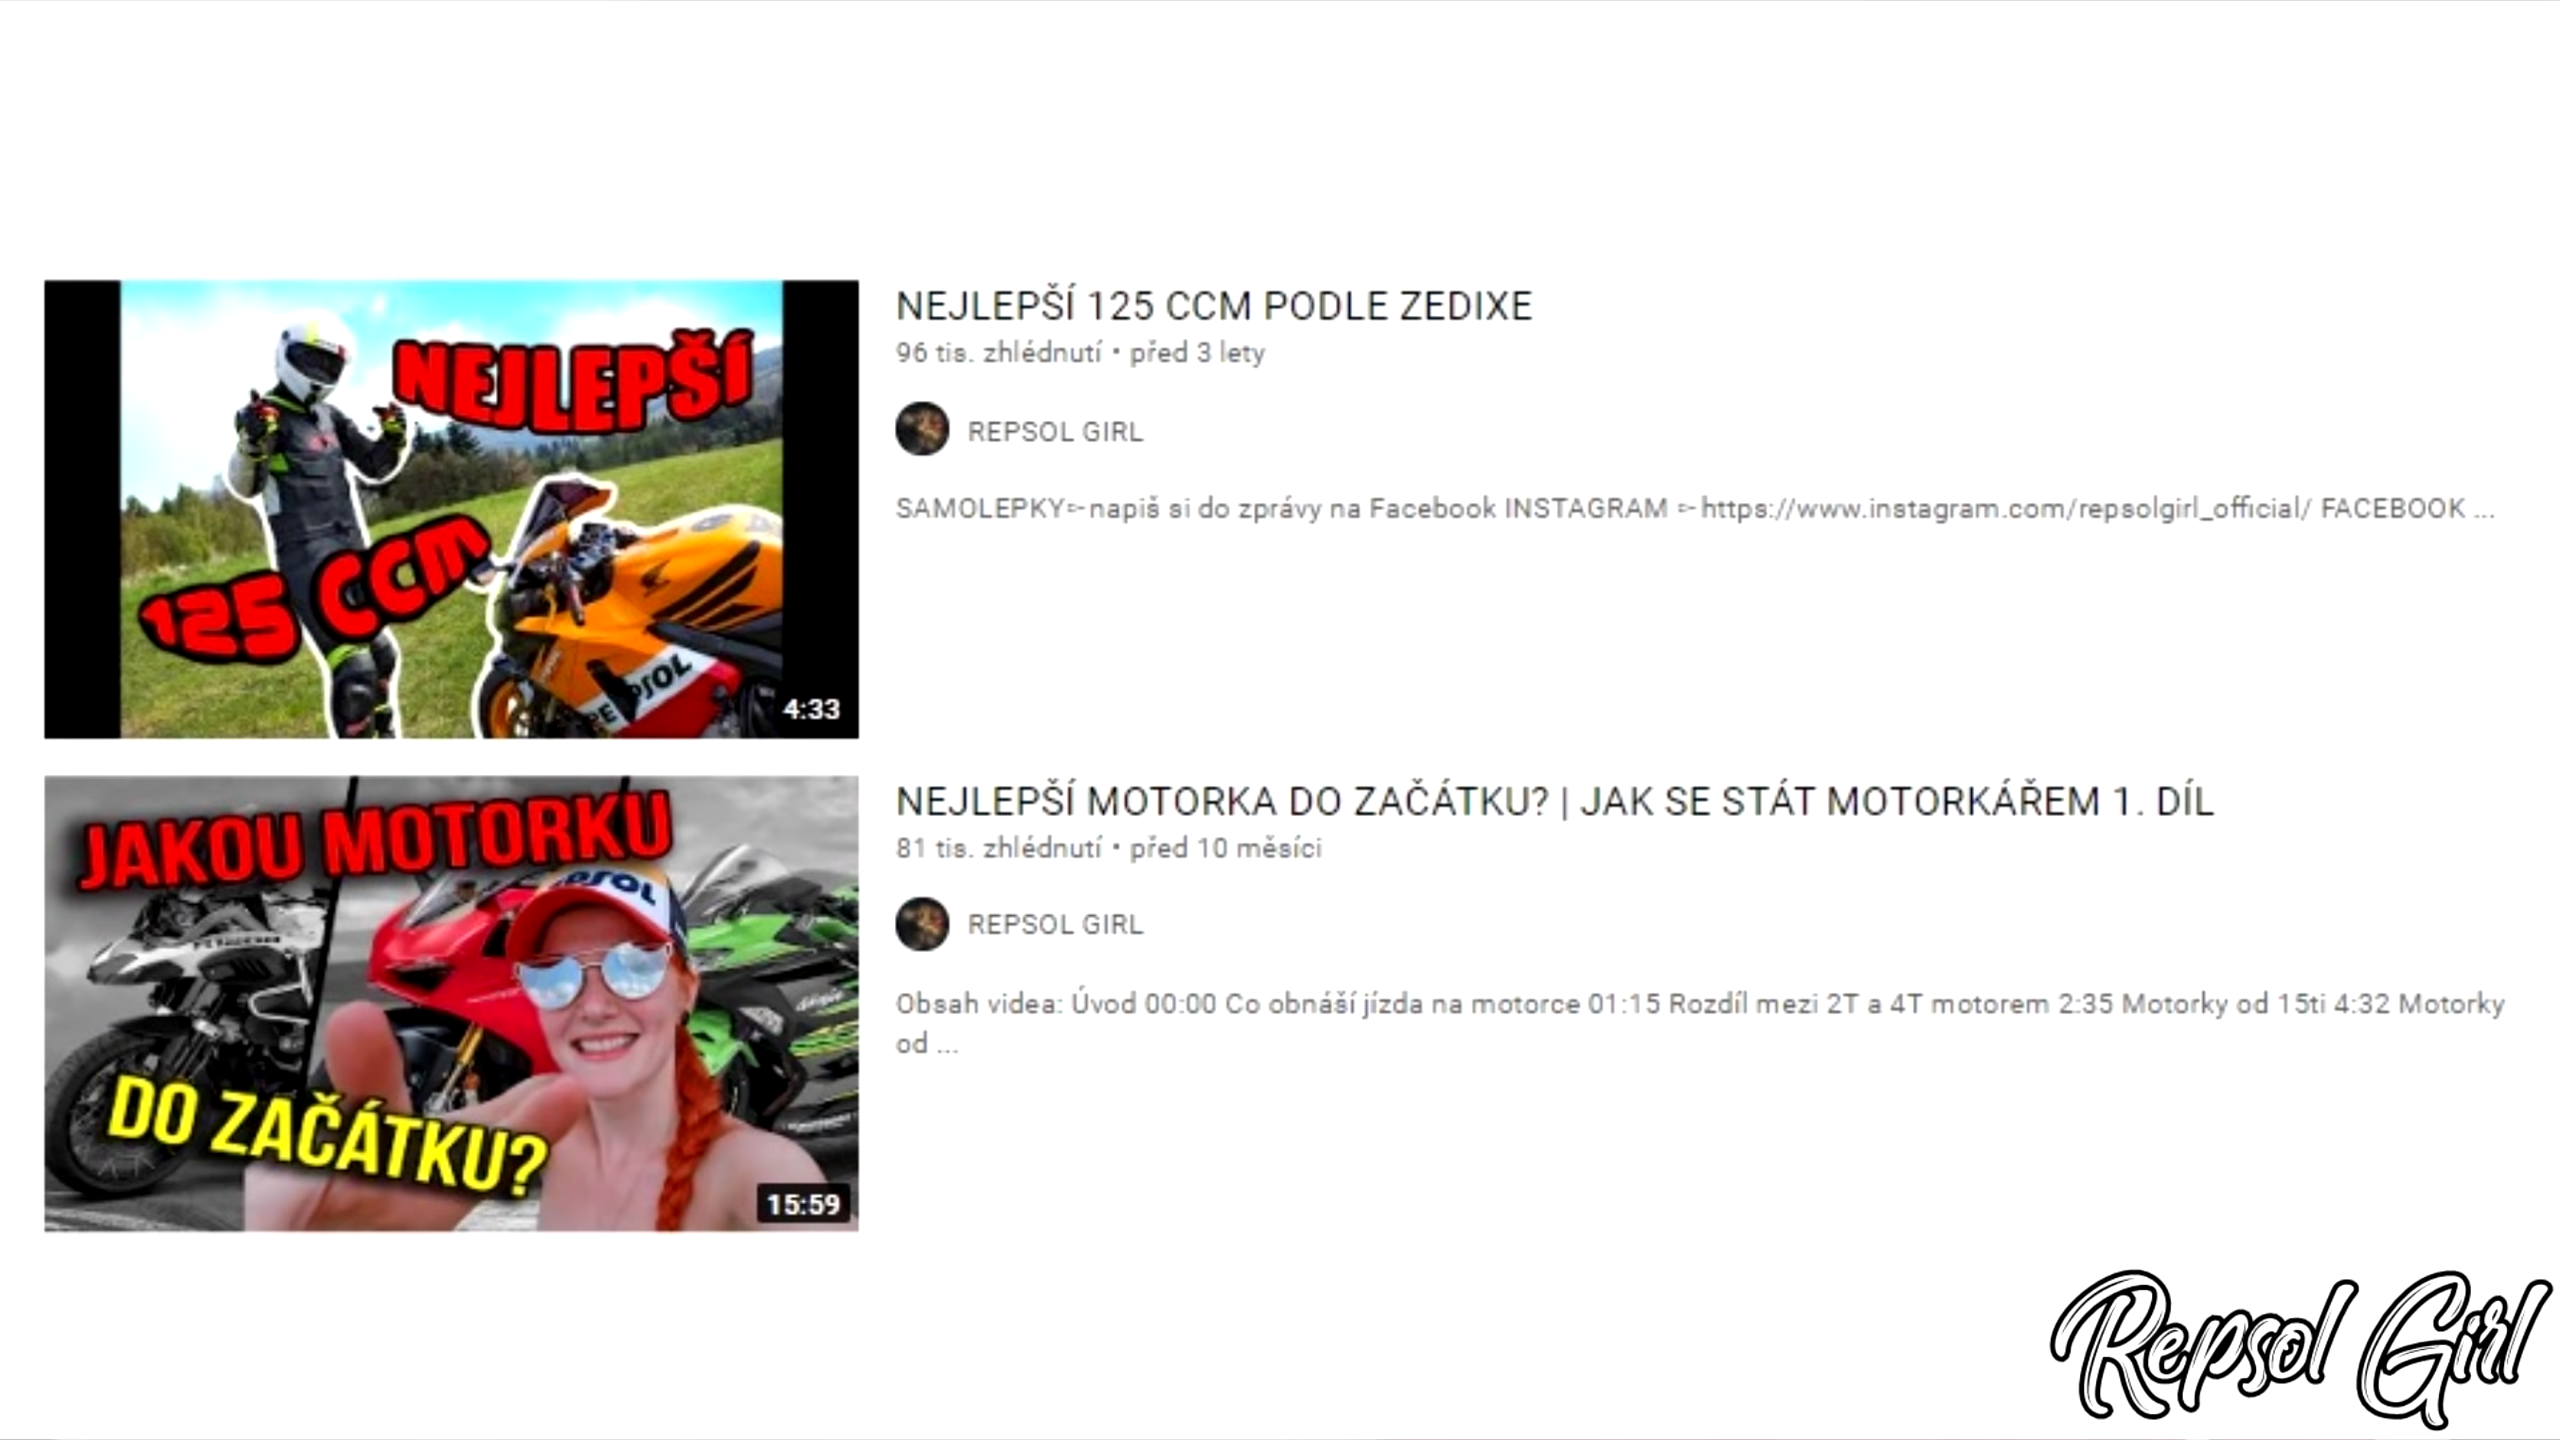 NEJLEPŠÍ
125 CCM
REPSOL
4:33
NEJLEPŠÍ 125 CCM PODLE ZEDIXE
96 tis. zhlédnutí • před 3 lety
REPSOL GIRL
SAMOLEPKY➳napiš si do zprávy na Facebook INSTAGRAM ➳https://www.instagram.com/repsolgirl_official/ FACEBOOK ...
JAKOU MOTORKU
PSOL
DO ZAČÁTKU?
15:59
NEJLEPŠÍ MOTORKA DO ZAČÁTKU? | JAK SE STÁT MOTORKÁŘEM 1. DÍL
81 tis. zhlédnutí • před 10 měsíci
REPSOL GIRL
Obsah videa: Úvod 00:00 Co obnáší jízda na motorce 01:15 Rozdíl mezi 2T a 4T motorem 2:35 Motorky od 15ti 4:32 Motorky
od ...
Repsol Girl